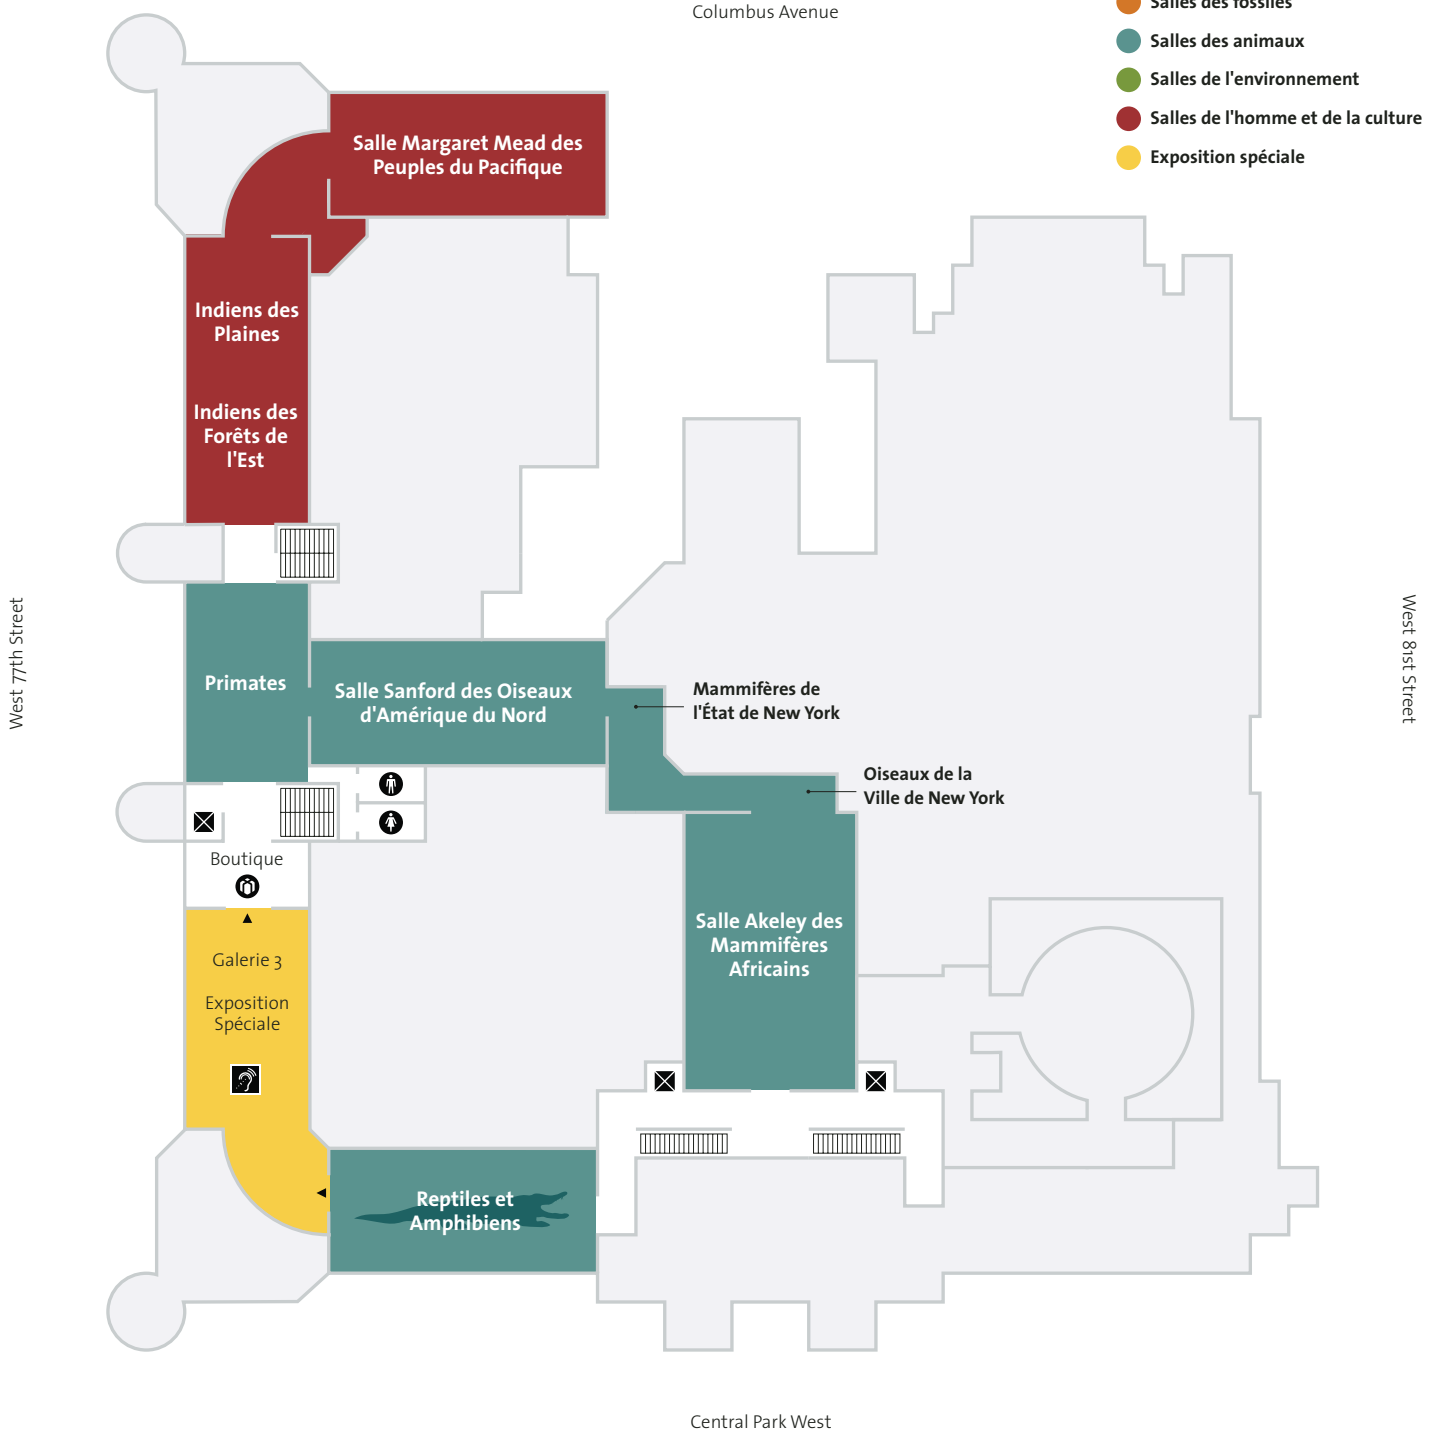 Columbus Avenue
Salles des fossiles
Salles des animaux
Salles de l'environnement
Salles de l'homme et de la culture
Exposition spéciale
Salle Margaret Mead des
Peuples du Pacifique
Indiens des
Plaines
Indiens des
Forêts de
l'Est
West 77th Street
West 81st Street
Primates
Salle Sanford des Oiseaux
d'Amérique du Nord
Mammifères de
l'État de New York
Oiseaux de la
Ville de New York
Boutique
Salle Akeley des
Mammifères
Africains
Galerie 3
Exposition
Spéciale
Reptiles et
Amphibiens
Central Park West